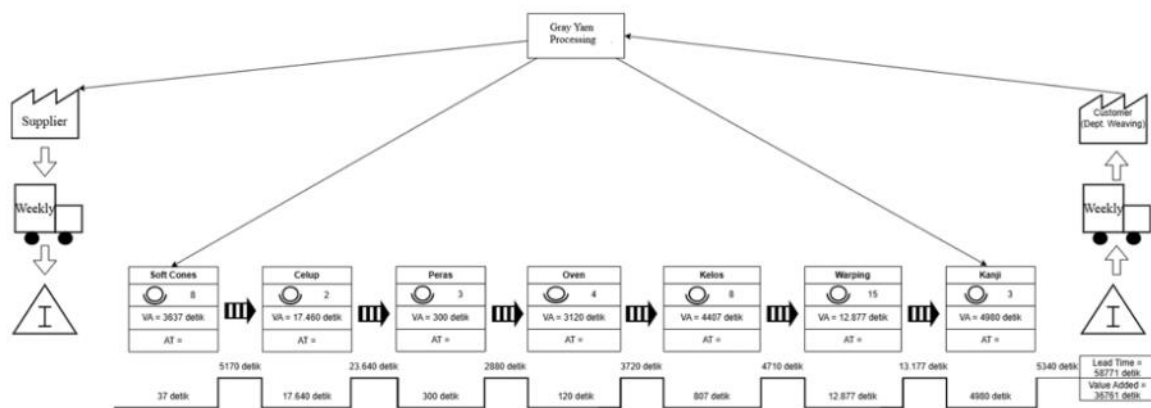 Gray Yarn
Processing
Supplier
Customer
(Dept. Weaving)
Weekly
Weekly
I
I
Soft Cones
8
VA = 3637 detik
AT =
Celup
2
VA = 17.460 detik
AT =
Peras
3
VA = 300 detik
AT =
Oven
4
VA = 3120 detik
AT =
Kelos
8
VA = 4407 detik
AT =
Warping
15
VA = 12.877 detik
AT =
Kanji
3
VA = 4980 detik
AT =
5170 detik
23.640 detik
2880 detik
3720 detik
4710 detik
13.177 detik
5340 detik
37 detik
17.640 detik
300 detik
120 detik
807 detik
12.877 detik
4980 detik
Lead Time =
58771 detik
Value Added =
36761 detik